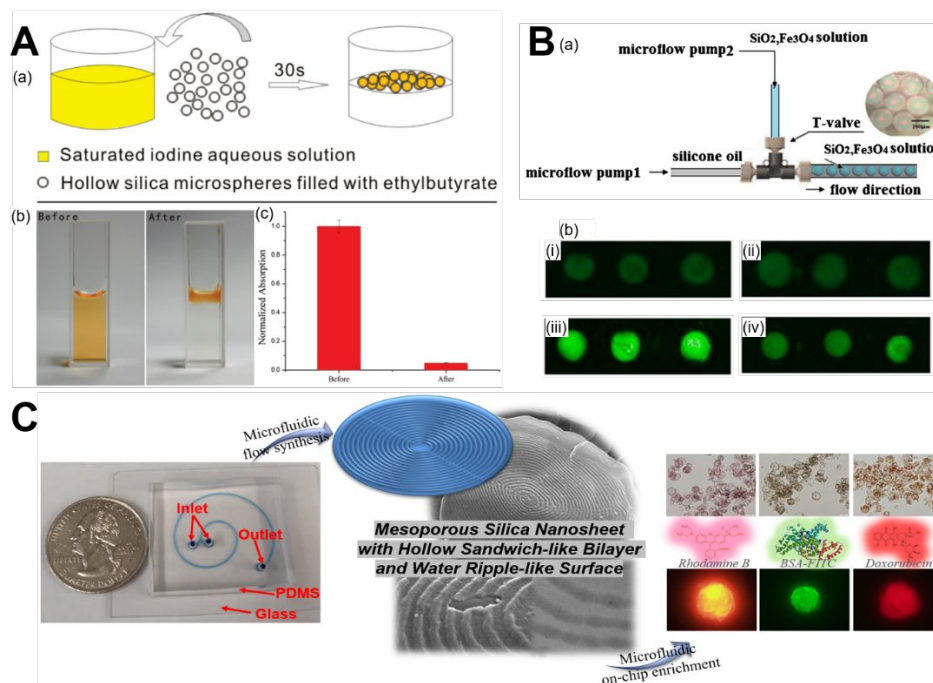 A
(a)
30s
Saturated iodine aqueous solution
Hollow silica microspheres filled with ethylbutyrate
(b)
Before
After
(c)
Normalized Absorption
1.0
0.8
0.6
0.4
0.2
0.0
Before
After
B
(a)
SiO2,Fe3O4 solution
microflow pump2
T-valve
200μm
silicone oil
SiO2,Fe3O4 solution
microflow pump1
flow direction
(b)
(i)
(ii)
(iii)
(iv)
C
Microfluidic
flow synthesis
Inlet
Outlet
PDMS
Glass
Mesoporous Silica Nanosheet
with Hollow Sandwich-like Bilayer
and Water Ripple-like Surface
Rhodamine B
BSA-FITC
Doxorubicin
Microfluidic
on-chip enrichment